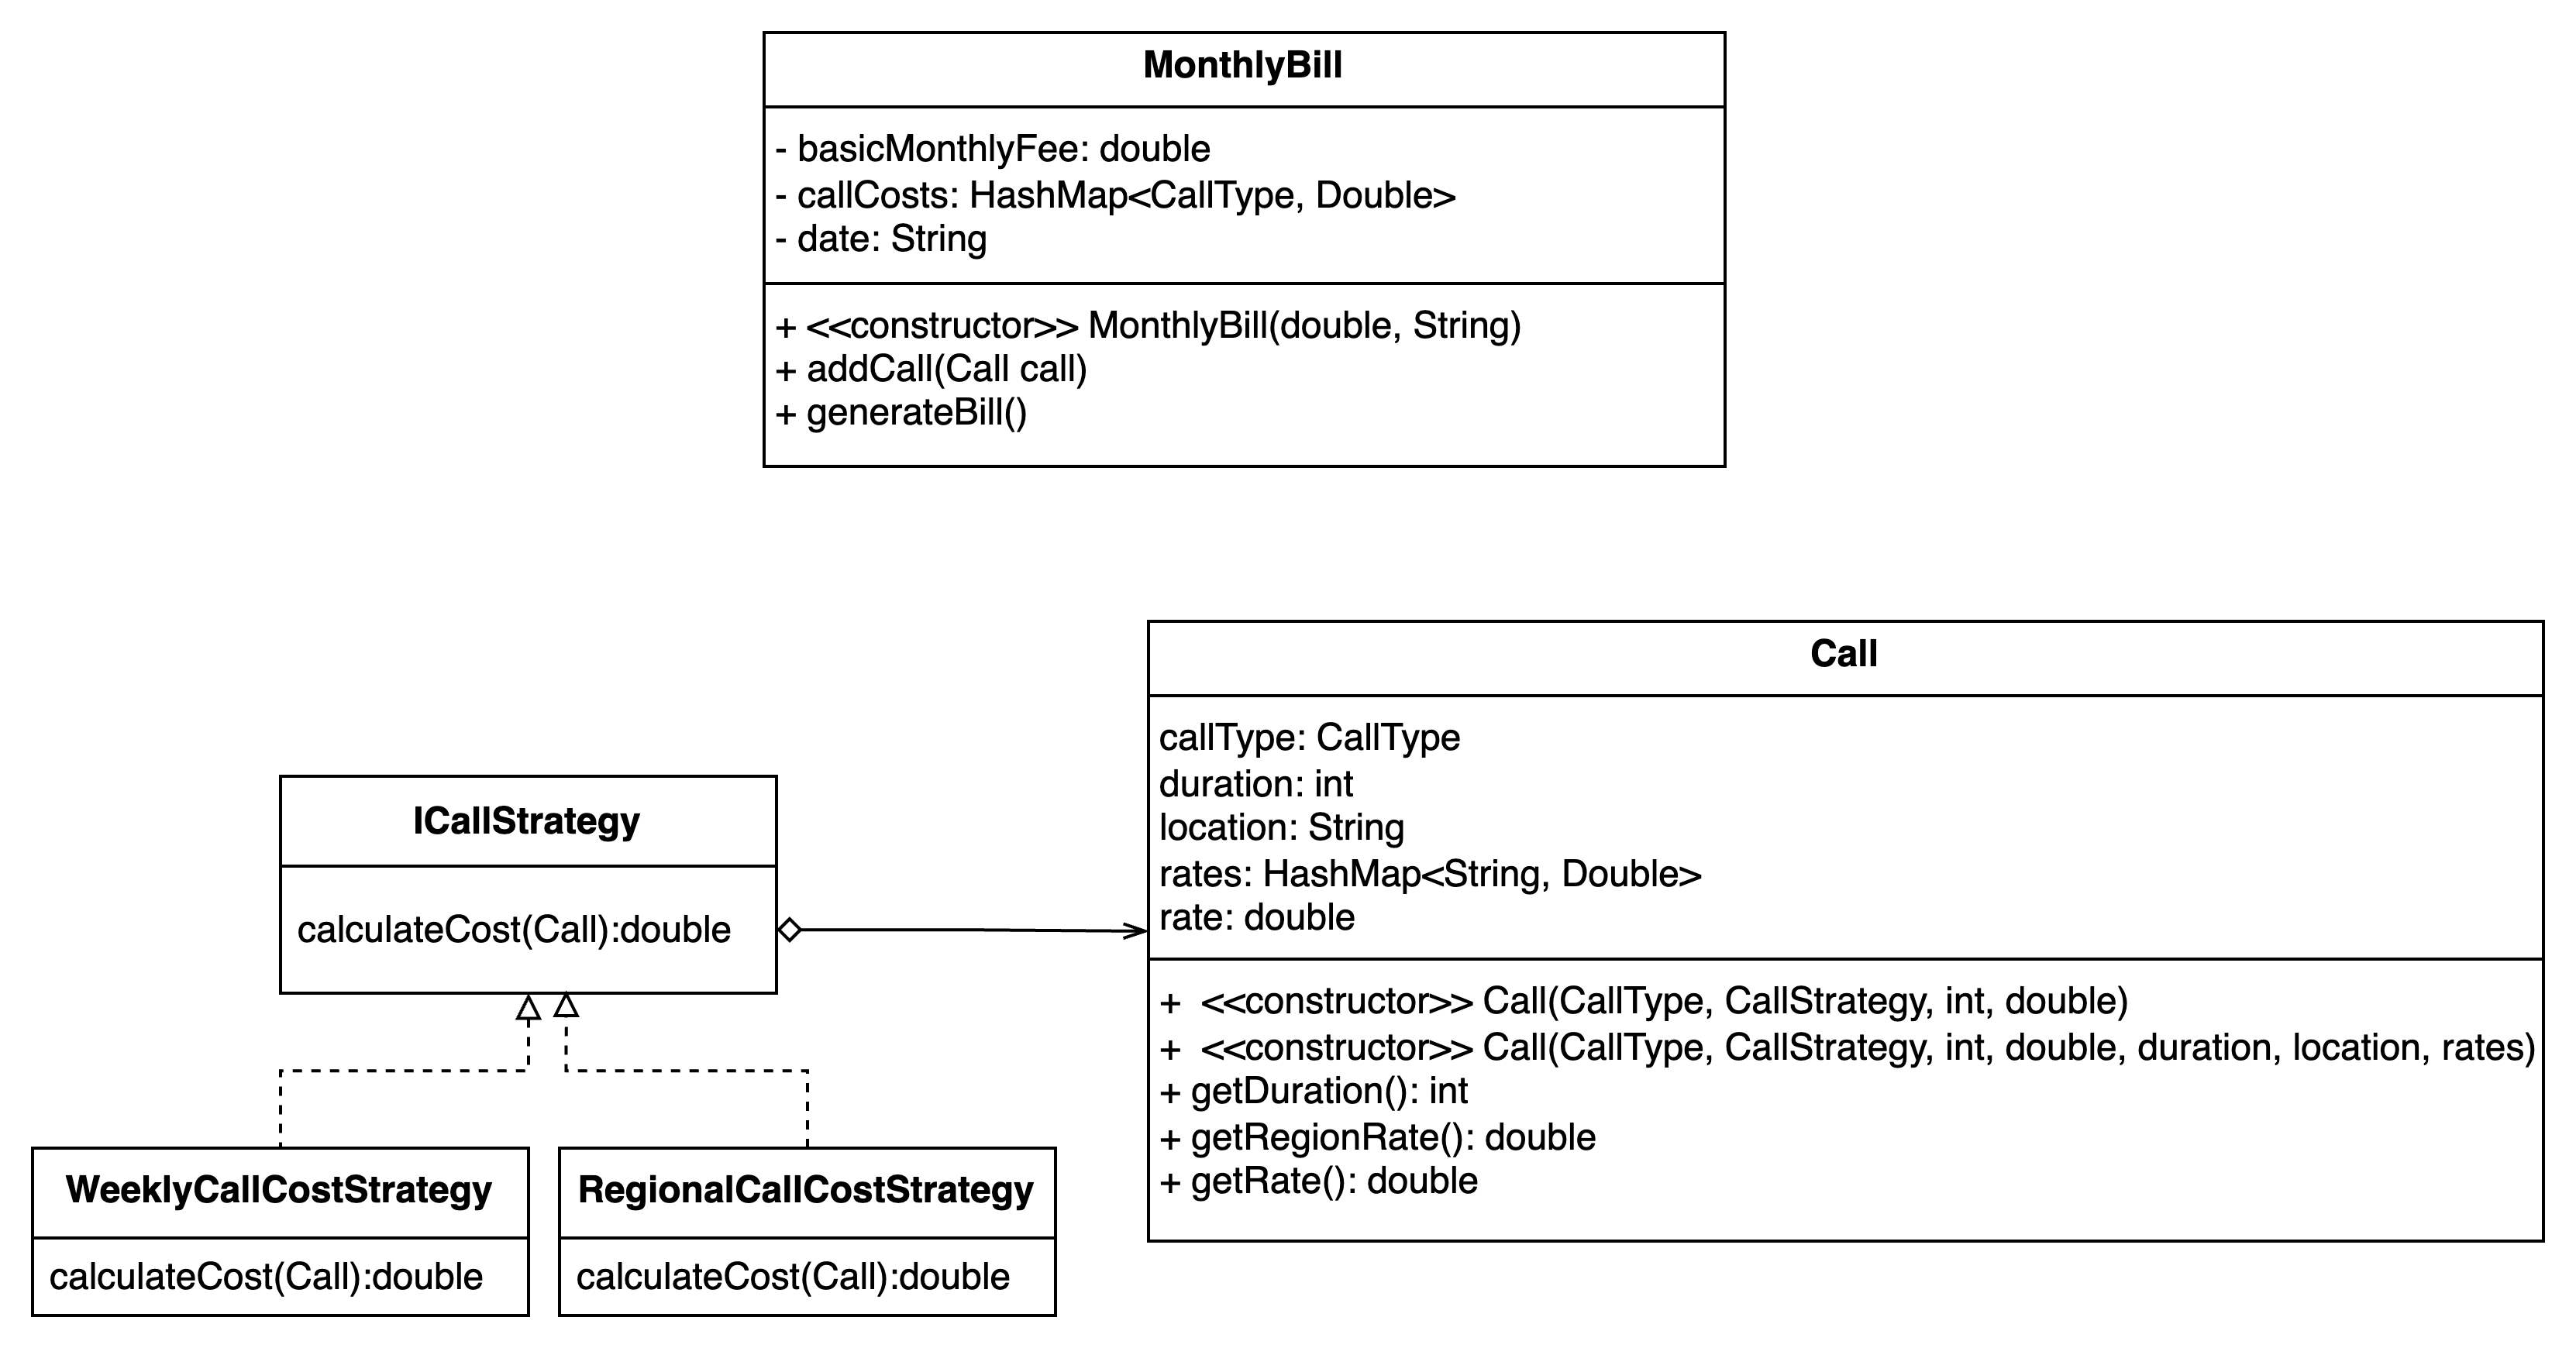 MonthlyBill
- basicMonthlyFee: double
- callCosts: HashMap<CallType, Double>
- date: String
+ <<constructor>> MonthlyBill(double, String)
+ addCall(Call call)
+ generateBill()
Call
callType: CallType
duration: int
location: String
rates: HashMap<String, Double>
rate: double
+ <<constructor>> Call(CallType, CallStrategy, int, double)
+ <<constructor>> Call(CallType, CallStrategy, int, double, duration, location, rates)
+ getDuration(): int
+ getRegionRate(): double
+ getRate(): double
ICallStrategy
calculateCost(Call):double
WeeklyCallCostStrategy
calculateCost(Call):double
RegionalCallCostStrategy
calculateCost(Call):double